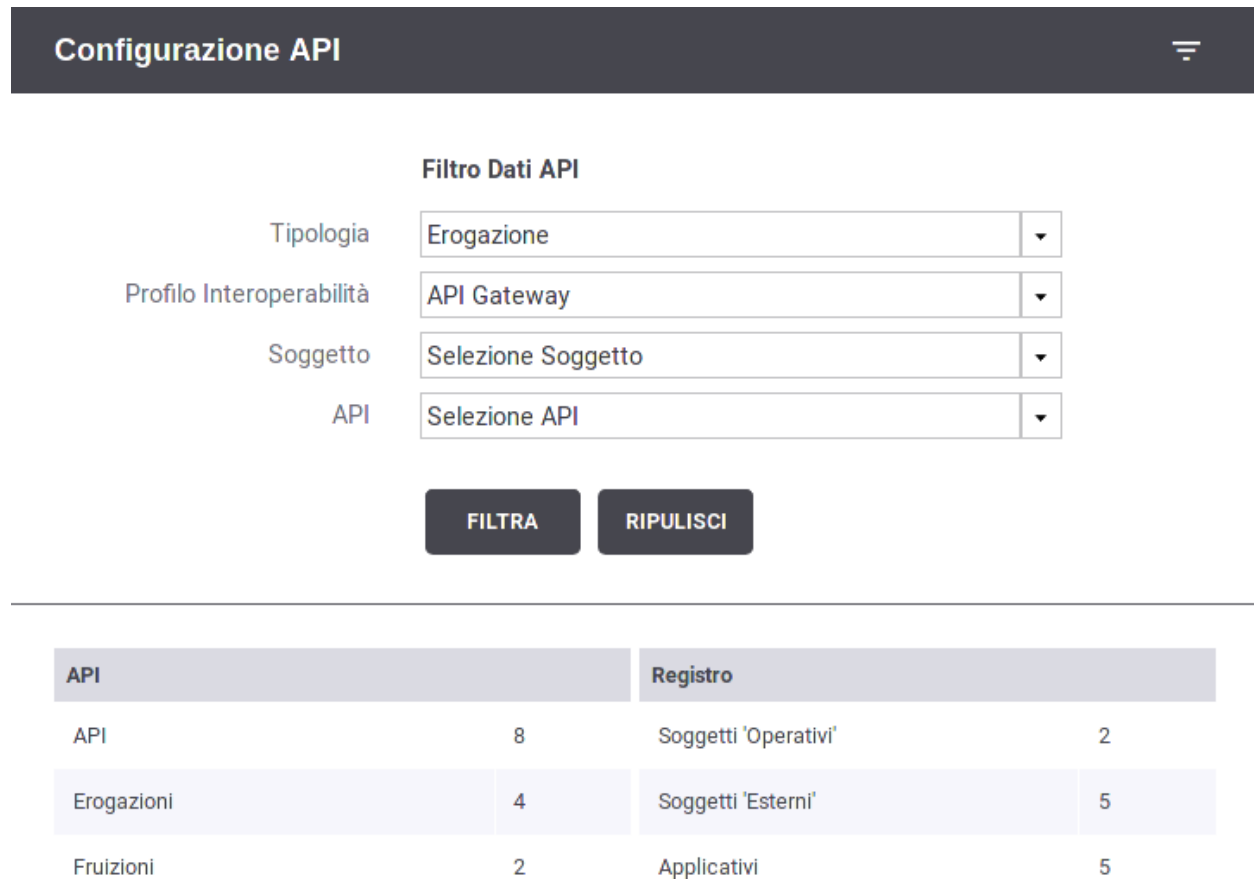 Configurazione API
Filtro Dati API
Tipologia Erogazione
Profilo Interoperabilità API Gateway
Soggetto Selezione Soggetto
API Selezione API
FILTRA RIPULISCI
API Registro
API 8 Soggetti 'Operativi' 2
Erogazioni 4 Soggetti 'Esterni' 5
Fruizioni 2 Applicativi 5